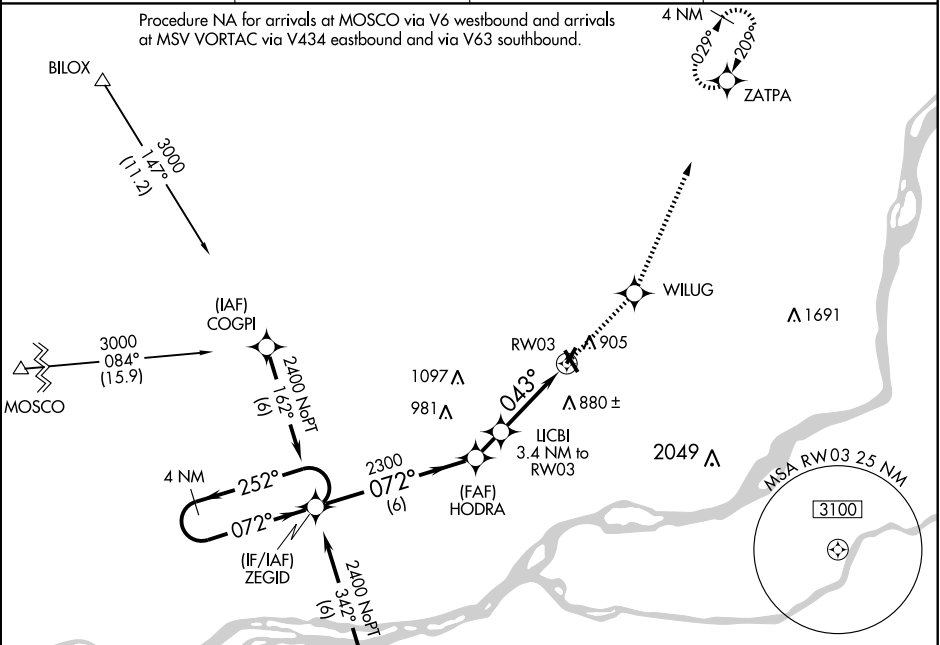 Procedure NA for arrivals at MOSCO via V6 westbound and arrivals
at MSV VORTAC via V434 eastbound and via V63 southbound.
4 NM
029°
209°
ZATPA
BILOX
3000
147°
(11.2)
(IAF)
COGPI
3000
084°
(15.9)
MOSCO
2400 NoPT
162°
(6)
WILUG
1691
RW03
905
1097
981
043°
880 ±
LICBI
3.4 NM to
RW03
2049
4 NM
252°
072°
2300
072°
(6)
(FAF)
HODRA
(IF/IAF)
ZEGID
2400 NoPT
342°
(6)
MSA RW03 25 NM
3100